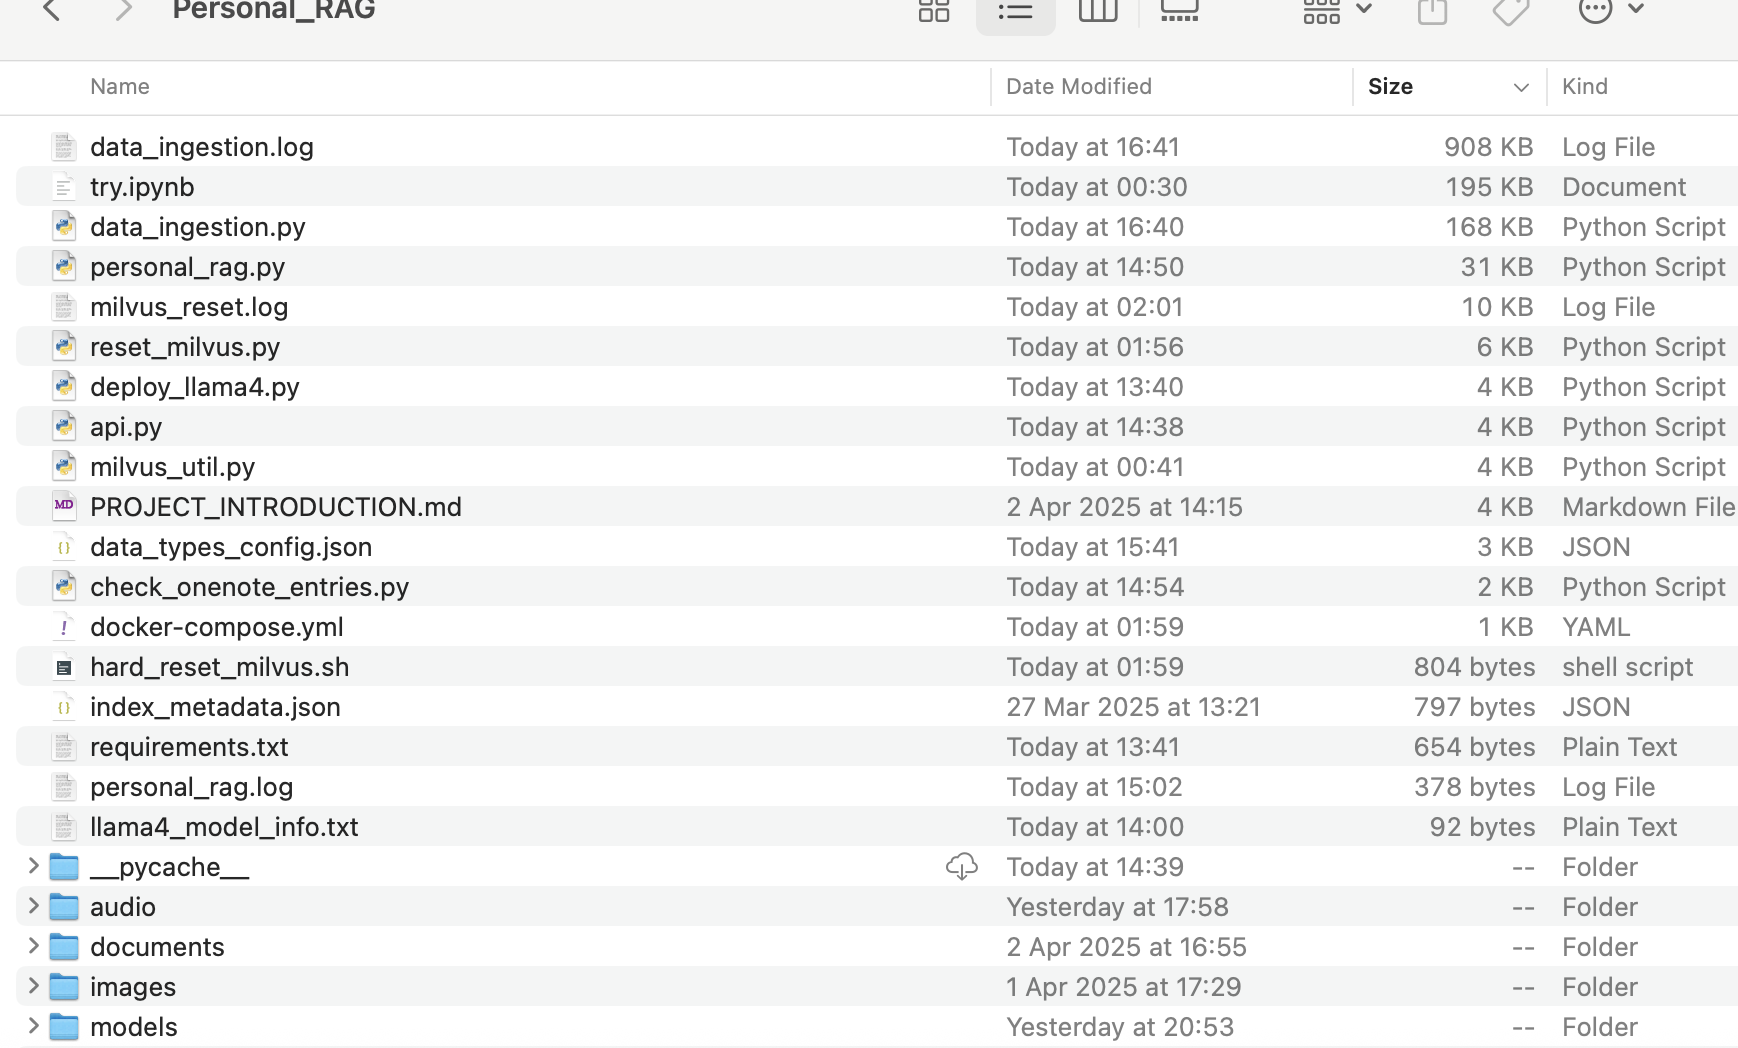 Personal_RAG
Name Date Modified Size Kind
data_ingestion.log Today at 16:41 908 KB Log File
try.ipynb Today at 00:30 195 KB Document
data_ingestion.py Today at 16:40 168 KB Python Script
personal_rag.py Today at 14:50 31 KB Python Script
milvus_reset.log Today at 02:01 10 KB Log File
reset_milvus.py Today at 01:56 6 KB Python Script
deploy_llama4.py Today at 13:40 4 KB Python Script
api.py Today at 14:38 4 KB Python Script
milvus_util.py Today at 00:41 4 KB Python Script
MD PROJECT_INTRODUCTION.md 2 Apr 2025 at 14:15 4 KB Markdown File
data_types_config.json Today at 15:41 3 KB JSON
check_onenote_entries.py Today at 14:54 2 KB Python Script
docker-compose.yml Today at 01:59 1 KB YAML
hard_reset_milvus.sh Today at 01:59 804 bytes shell script
index_metadata.json 27 Mar 2025 at 13:21 797 bytes JSON
requirements.txt Today at 13:41 654 bytes Plain Text
personal_rag.log Today at 15:02 378 bytes Log File
llama4_model_info.txt Today at 14:00 92 bytes Plain Text
__pycache__ Today at 14:39 -- Folder
audio Yesterday at 17:58 -- Folder
documents 2 Apr 2025 at 16:55 -- Folder
images 1 Apr 2025 at 17:29 -- Folder
models Yesterday at 20:53 -- Folder